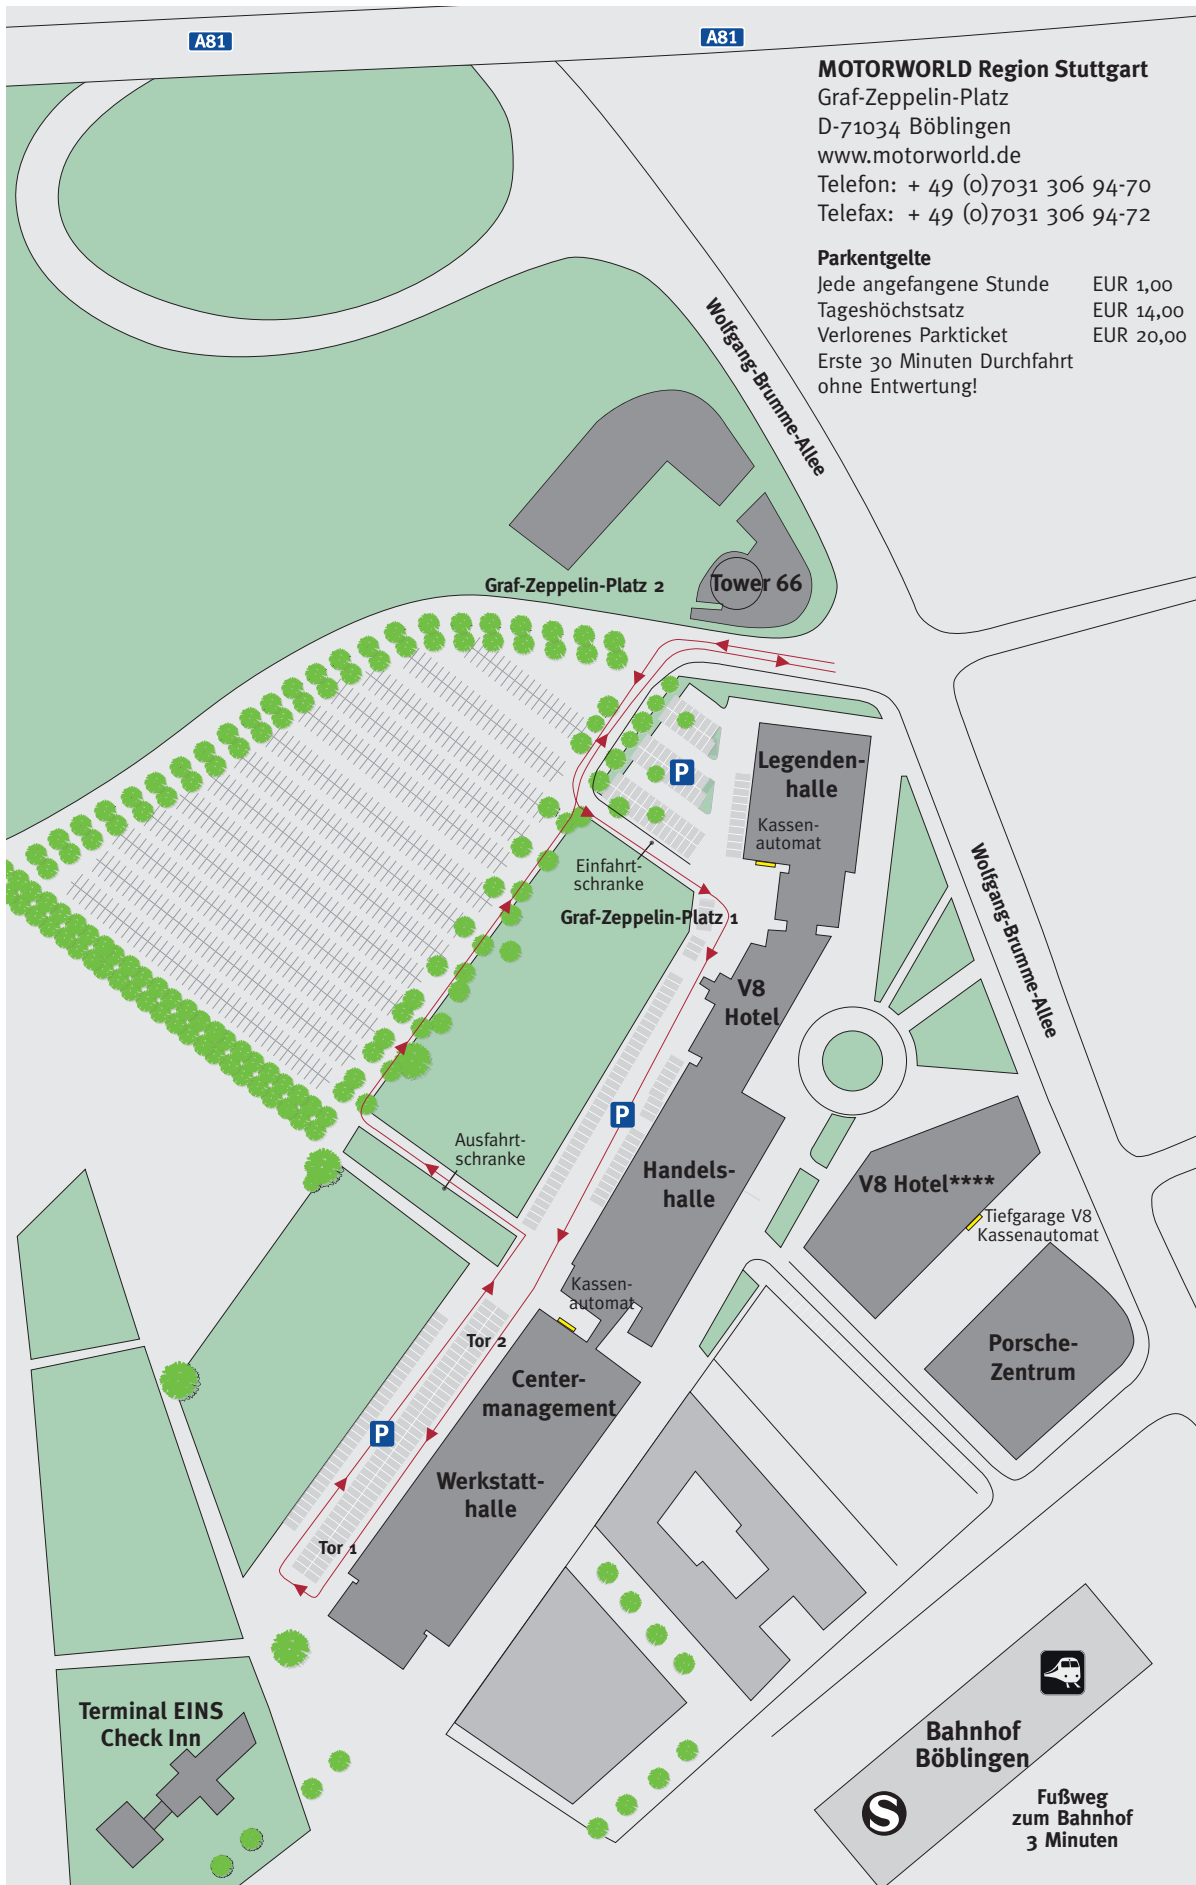 A81
A81
MOTORWORLD Region Stuttgart
Graf-Zeppelin-Platz
D-71034 Böblingen
www.motorworld.de
Telefon: + 49 (0)7031 306 94-70
Telefax: + 49 (0)7031 306 94-72
Parkentgelte
Jede angefangene Stunde EUR 1,00
Tageshöchstsatz EUR 14,00
Verlorenes Parkticket EUR 20,00
Erste 30 Minuten Durchfahrt
ohne Entwertung!
Wolfgang-Brumme-Allee
Graf-Zeppelin-Platz 2
Tower 66
Legenden-
halle
P
Kassen-
automat
Einfahrt-
schranke
Graf-Zeppelin-Platz 1
Wolfgang-Brumme-Allee
V8
Hotel
P
Ausfahrt-
schranke
Handels-
halle
V8 Hotel****
Tiefgarage V8
Kassenautomat
Kassen-
automat
Tor 2
Porsche-
Zentrum
Center-
management
P
Werkstatt-
halle
Tor 1
Terminal EINS
Check Inn
Bahnhof
Böblingen
S
Fußweg
zum Bahnhof
3 Minuten